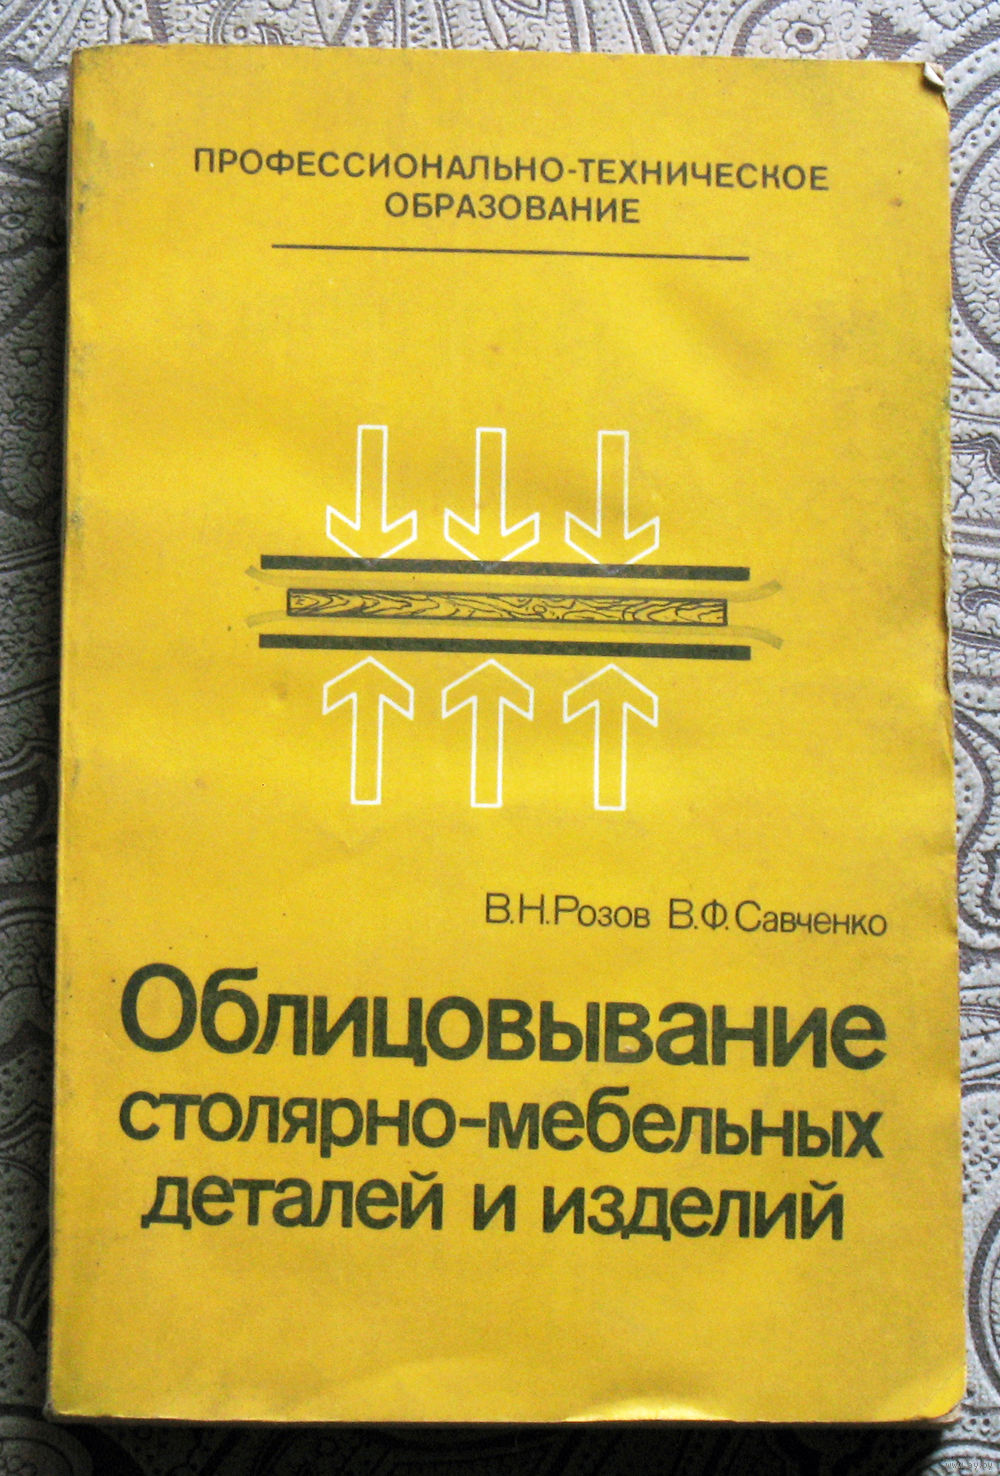 ПРОФЕССИОНАЛЬНО-ТЕХНИЧЕСКОЕ
ОБРАЗОВАНИЕ
В.Н.Розов В.Ф.Савченко
Облицовывание
столярно-мебельных
деталей и изделий